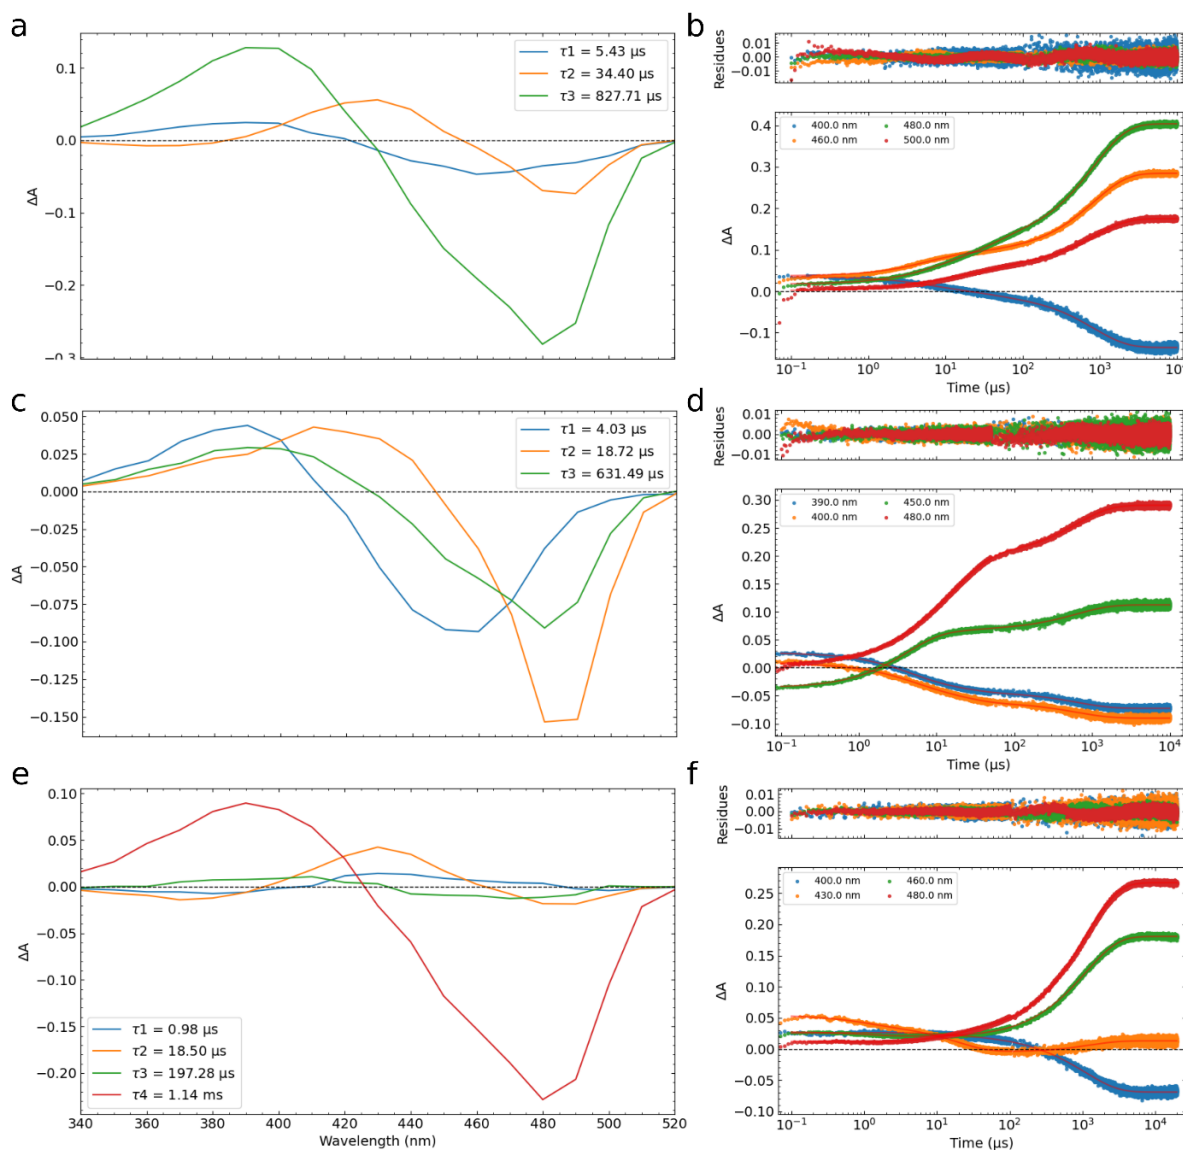 a
0.1
0.0
−0.1
−0.2
−0.3
ΔA
τ1 = 5.43 μs
τ2 = 34.40 μs
τ3 = 827.71 μs
b
Residues
0.01
0.00
−0.01
400.0 nm
460.0 nm
480.0 nm
500.0 nm
0.4
0.3
0.2
0.1
0.0
−0.1
ΔA
10⁻¹ 10⁰ 10¹ 10² 10³ 10
Time (μs)
c
0.050
0.025
0.000
−0.025
−0.050
−0.075
−0.100
−0.125
−0.150
ΔA
τ1 = 4.03 μs
τ2 = 18.72 μs
τ3 = 631.49 μs
d
Residues
0.01
0.00
−0.01
390.0 nm
400.0 nm
450.0 nm
480.0 nm
0.30
0.25
0.20
0.15
0.10
0.05
0.00
−0.05
−0.10
ΔA
10⁻¹ 10⁰ 10¹ 10² 10³ 10⁴
Time (μs)
e
0.10
0.05
0.00
−0.05
−0.10
−0.15
−0.20
ΔA
τ1 = 0.98 μs
τ2 = 18.50 μs
τ3 = 197.28 μs
τ4 = 1.14 ms
340 360 380 400 420 440 460 480 500 520
Wavelength (nm)
f
Residues
0.01
0.00
−0.01
400.0 nm
430.0 nm
460.0 nm
480.0 nm
0.25
0.20
0.15
0.10
0.05
0.00
−0.05
−0.10
ΔA
10⁻¹ 10⁰ 10¹ 10² 10³ 10⁴
Time (μs)